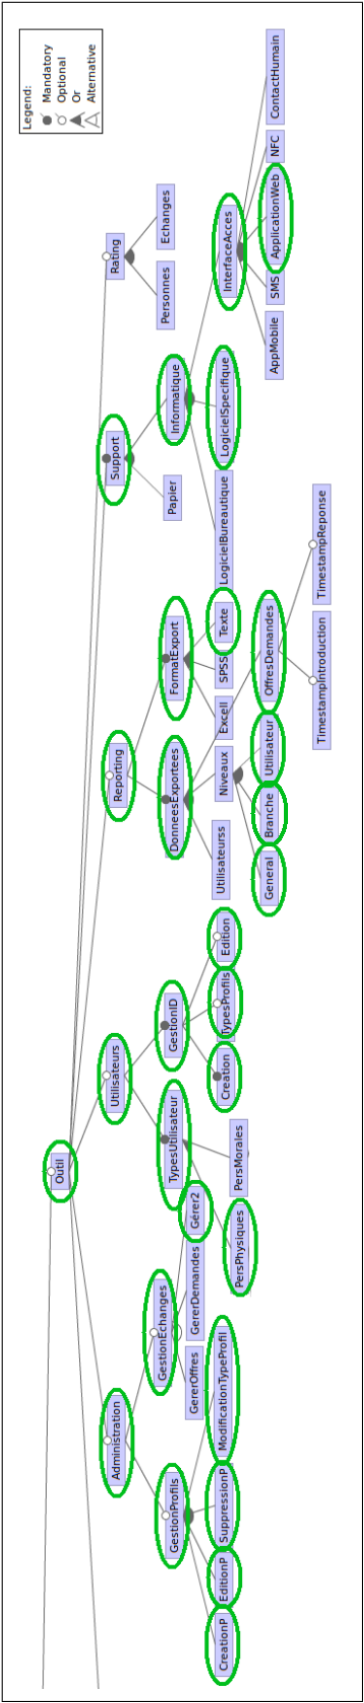 Legend:
Mandatory
Optional
Or
Alternative
Outil
Administration
Utilisateurs
Reporting
Support
Rating
GestionProfils
GestionEchanges
TypesUtilisateur
GestionID
DonneesExportees
FormatExport
Papier
Informatique
Personnes
Echanges
CreationP
EditionP
SuppressionP
ModificationTypeProfil
GererOffres
GererDemandes
Gérer2
PersPhysiques
PersMorales
Creation
TypesProfils
Edition
Utilisateurss
Niveaux
Excell
SPSS
Texte
LogicielBureautique
LogicielSpecifique
InterfaceAcces
General
Branche
Utilisateur
OffresDemandes
AppMobile
SMS
ApplicationWeb
NFC
ContactHumain
TimestampIntroduction
TimestampReponse